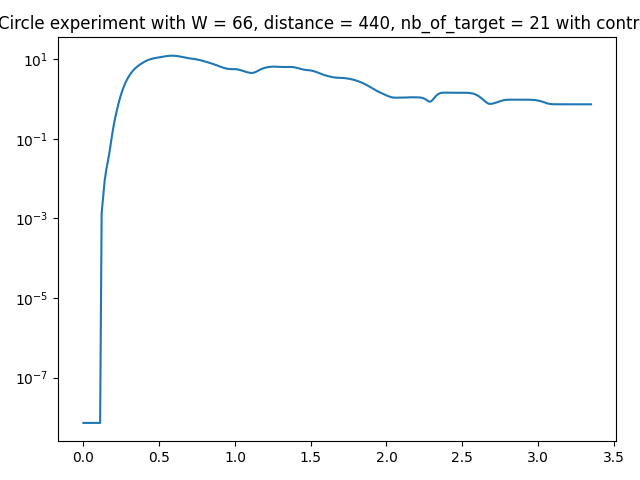 Circle experiment with W = 66, distance = 440, nb_of_target = 21 with contr
10¹
10⁻¹
10⁻³
10⁻⁵
10⁻⁷
0.0 0.5 1.0 1.5 2.0 2.5 3.0 3.5